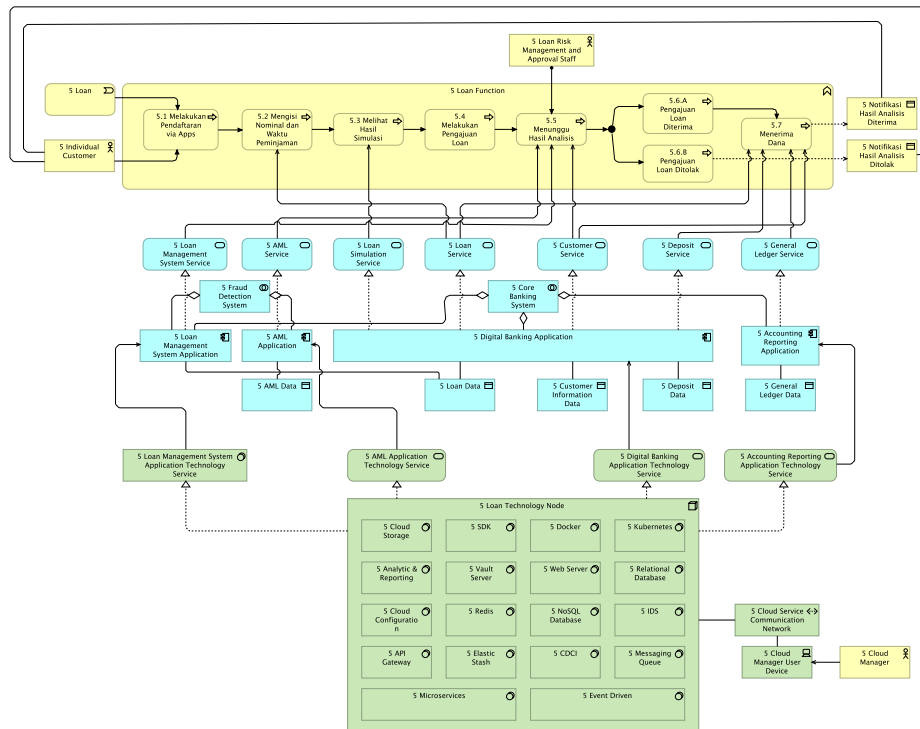 5 Loan Risk
Management and
Approval Staff
5 Loan
5 Loan Function
5.1 Melakukan
Pendaftaran
via Apps
5.2 Mengisi
Nominal dan
Waktu
Peminjaman
5.3 Melihat
Hasil
Simulasi
5.4
Melakukan
Pengajuan
Loan
5.5
Menunggu
Hasil Analisis
5.6.A
Pengajuan
Loan
Diterima
5.6.B
Pengajuan
Loan Ditolak
5.7
Menerima
Dana
5 Notifikasi
Hasil Analisis
Diterima
5 Individual
Customer
5 Notifikasi
Hasil Analisis
Ditolak
5 Loan
Management
System Service
5 AML
Service
5 Loan
Simulation
Service
5 Loan
Service
5 Customer
Service
5 Deposit
Service
5 General
Ledger Service
5 Fraud
Detection
System
5 Core
Banking
System
5 Loan
Management
System Application
5 AML
Application
5 Digital Banking Application
5 Accounting
Reporting
Application
5 AML Data
5 Loan Data
5 Customer
Information
Data
5 Deposit
Data
5 General
Ledger Data
5 Loan Management System
Application Technology
Service
5 AML Application
Technology Service
5 Digital Banking
Application Technology
Service
5 Accounting Reporting
Application Technology
Service
5 Loan Technology Node
5 Cloud
Storage
5 SDK
5 Docker
5 Kubernetes
5 Analytic &
Reporting
5 Vault
Server
5 Web Server
5 Relational
Database
5 Cloud
Configuratio
n
5 Redis
5 NoSQL
Database
5 IDS
5 API
Gateway
5 Elastic
Stash
5 CDCI
5 Messaging
Queue
5 Microservices
5 Event Driven
5 Cloud Service
Communication
Network
5 Cloud
Manager User
Device
5 Cloud
Manager